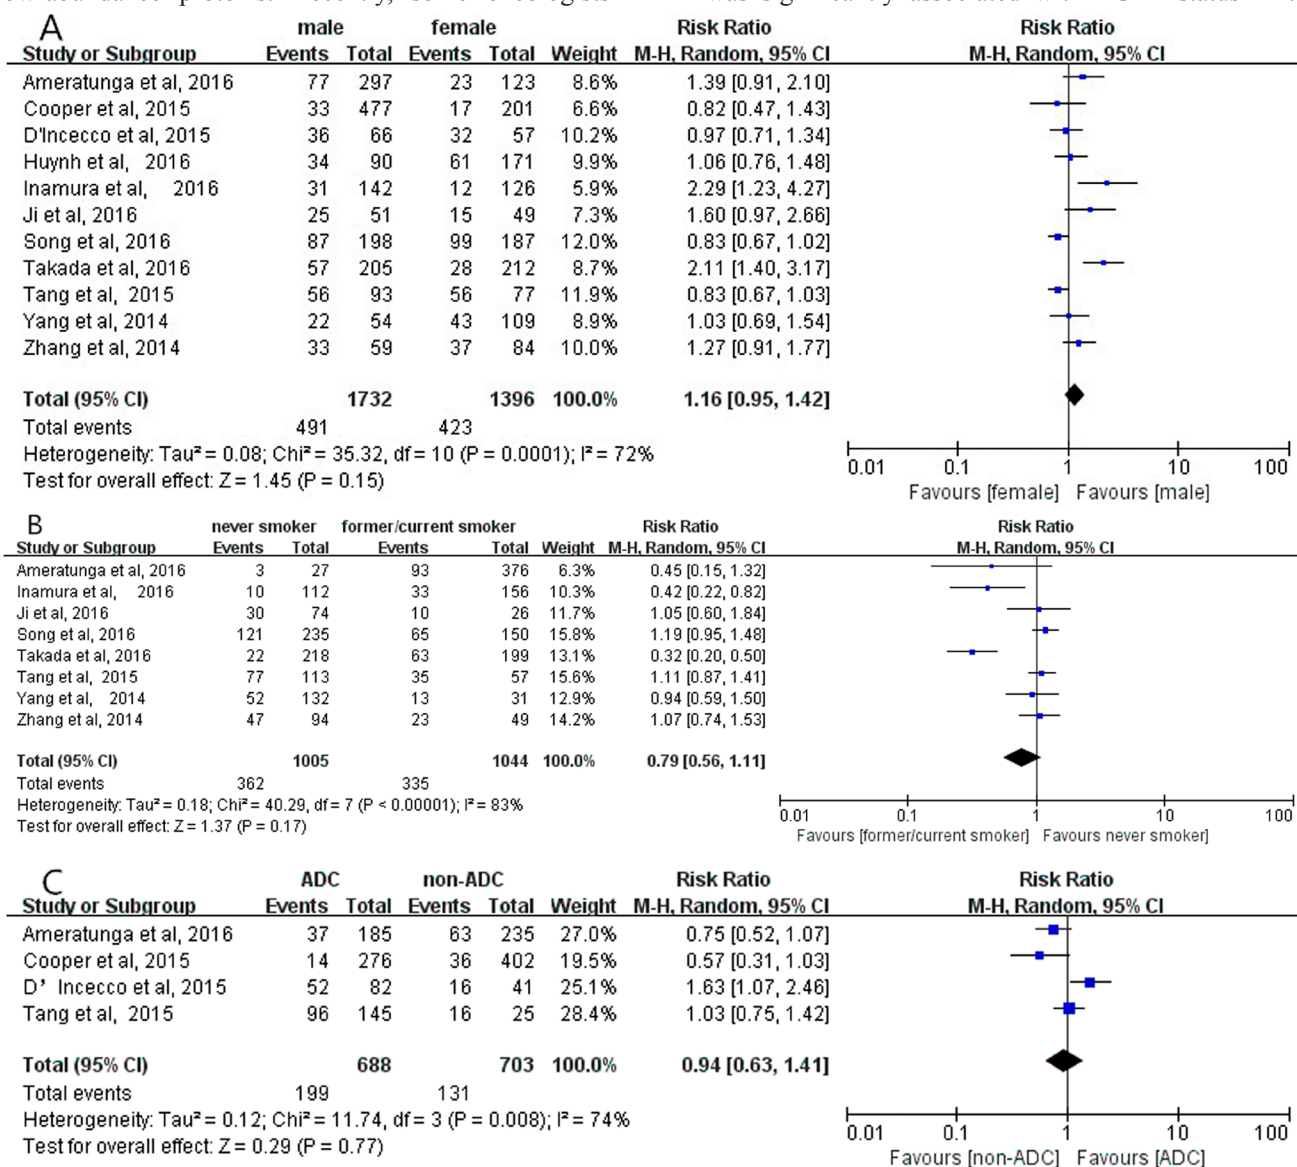 A
male female Risk Ratio Risk Ratio
Study or Subgroup Events Total Events Total Weight M-H, Random, 95% CI M-H, Random, 95% CI
Ameratunga et al, 2016 77 297 23 123 8.6% 1.39 [0.91, 2.10]
Cooper et al, 2015 33 477 17 201 6.6% 0.82 [0.47, 1.43]
D'Incecco et al, 2015 36 66 32 57 10.2% 0.97 [0.71, 1.34]
Huynh et al, 2016 34 90 61 171 9.9% 1.06 [0.76, 1.48]
Inamura et al, 2016 31 142 12 126 5.9% 2.29 [1.23, 4.27]
Ji et al, 2016 25 51 15 49 7.3% 1.60 [0.97, 2.66]
Song et al, 2016 87 198 99 187 12.0% 0.83 [0.67, 1.02]
Takada et al, 2016 57 205 28 212 8.7% 2.11 [1.40, 3.17]
Tang et al, 2015 56 93 56 77 11.9% 0.83 [0.67, 1.03]
Yang et al, 2014 22 54 43 109 8.9% 1.03 [0.69, 1.54]
Zhang et al, 2014 33 59 37 84 10.0% 1.27 [0.91, 1.77]
Total (95% CI) 1732 1396 100.0% 1.16 [0.95, 1.42]
Total events 491 423
Heterogeneity: Tau² = 0.08; Chi² = 35.32, df = 10 (P = 0.0001); I² = 72%
Test for overall effect: Z = 1.45 (P = 0.15)
0.01 0.1 1 10 100
Favours [female] Favours [male]
B
never smoker former/current smoker Risk Ratio Risk Ratio
Study or Subgroup Events Total Events Total Weight M-H, Random, 95% CI M-H, Random, 95% CI
Ameratunga et al, 2016 3 27 93 376 6.3% 0.45 [0.15, 1.32]
Inamura et al, 2016 10 112 33 156 10.3% 0.42 [0.22, 0.82]
Ji et al, 2016 30 74 10 26 11.7% 1.05 [0.60, 1.84]
Song et al, 2016 121 235 65 150 15.8% 1.19 [0.95, 1.48]
Takada et al, 2016 22 218 63 199 13.1% 0.32 [0.20, 0.50]
Tang et al, 2015 77 113 35 57 15.6% 1.11 [0.87, 1.41]
Yang et al, 2014 52 132 13 31 12.9% 0.94 [0.59, 1.50]
Zhang et al, 2014 47 94 23 49 14.2% 1.07 [0.74, 1.53]
Total (95% CI) 1005 1044 100.0% 0.79 [0.56, 1.11]
Total events 362 335
Heterogeneity: Tau² = 0.18; Chi² = 40.29, df = 7 (P < 0.00001); I² = 83%
Test for overall effect: Z = 1.37 (P = 0.17)
0.01 0.1 1 10 100
Favours [former/current smoker] Favours never smoker]
C
ADC non-ADC Risk Ratio Risk Ratio
Study or Subgroup Events Total Events Total Weight M-H, Random, 95% CI M-H, Random, 95% CI
Ameratunga et al, 2016 37 185 63 235 27.0% 0.75 [0.52, 1.07]
Cooper et al, 2015 14 276 36 402 19.5% 0.57 [0.31, 1.03]
D’ Incecco et al, 2015 52 82 16 41 25.1% 1.63 [1.07, 2.46]
Tang et al, 2015 96 145 16 25 28.4% 1.03 [0.75, 1.42]
Total (95% CI) 688 703 100.0% 0.94 [0.63, 1.41]
Total events 199 131
Heterogeneity: Tau² = 0.12; Chi² = 11.74, df = 3 (P = 0.008); I² = 74%
Test for overall effect: Z = 0.29 (P = 0.77)
0.01 0.1 1 10 100
Favours [non-ADC] Favours [ADC]